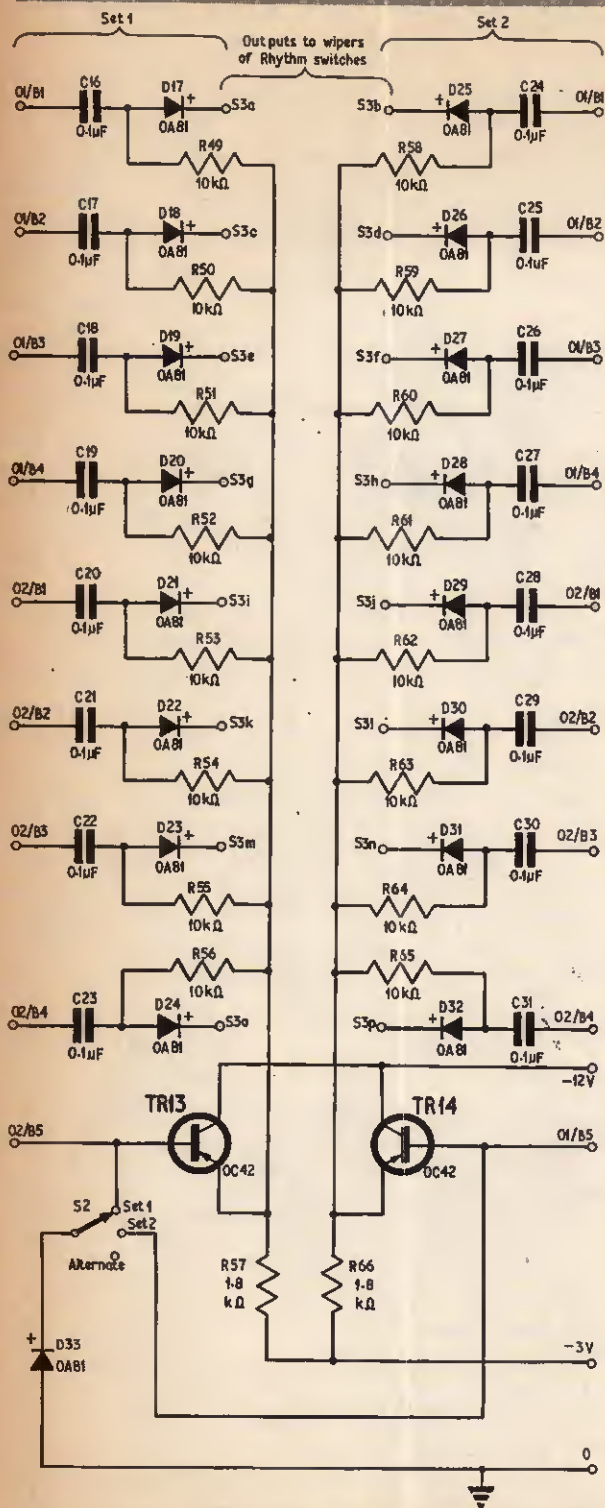 Set 1
Set 2
Outputs to wipers
of Rhythm switches
01/B1
C16
0·1µF
D17
+
OA81
S3a
R49
10kΩ
S3b
D25
+
OA81
C24
0·1µF
01/B1
R58
10kΩ
01/B2
C17
0·1µF
D18
+
OA81
S3c
R50
10kΩ
S3d
D26
+
OA81
C25
0·1uF
01/B2
R59
10kΩ
01/B3
C18
0·1µF
D19
+
OA81
S3e
R51
10kΩ
S3f
D27
+
OA81
C26
0·1µF
01/B3
R60
10kΩ
01/B4
C19
0·1µF
D20
+
OA81
S3g
R52
10kΩ
S3h
D28
+
OA81
C27
0·1µF
01/B4
R61
10kΩ
02/B1
C20
0·1µF
D21
+
OA81
S3i
R53
10kΩ
S3j
D29
+
OA81
C28
0·1µF
02/B1
R62
10kΩ
02/B2
C21
0·1µF
D22
+
OA81
S3k
R54
10kΩ
S3l
D30
+
OA81
C29
0·1µF
02/B2
R63
10kΩ
02/B3
C22
0·1µF
D23
+
OA81
S3m
R55
10kΩ
S3n
D31
+
OA81
C30
0·1µF
02/B3
R64
10kΩ
02/B4
C23
0·1µF
R56
10kΩ
D24
+
OA81
S3o
R65
10kΩ
S3p
D32
+
OA81
C31
0·1µF
02/B4
-12V
TR13
OC42
02/B5
TR14
OC42
01/B5
S2
Set 1
Set 2
Alternate
R57
1·8
kΩ
R66
1·8
kΩ
+
D33
OA81
-3V
0